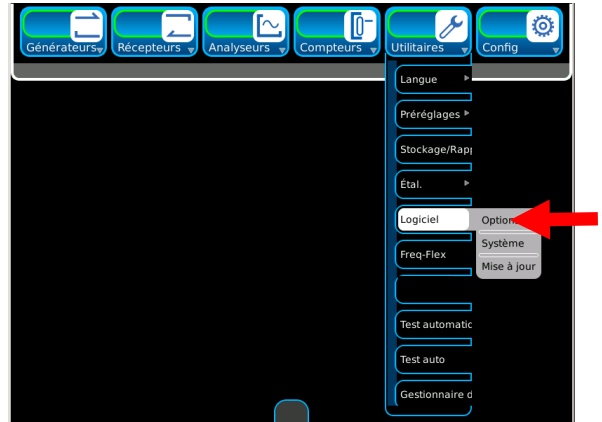 Générateurs Récepteurs Analyseurs Compteurs Utilitaires Config
Langue
Préréglages
Stockage/Rapp
Étal.
Logiciel Option
Système
Freq-Flex
Mise à jour
Test automatic
Test auto
Gestionnaire d